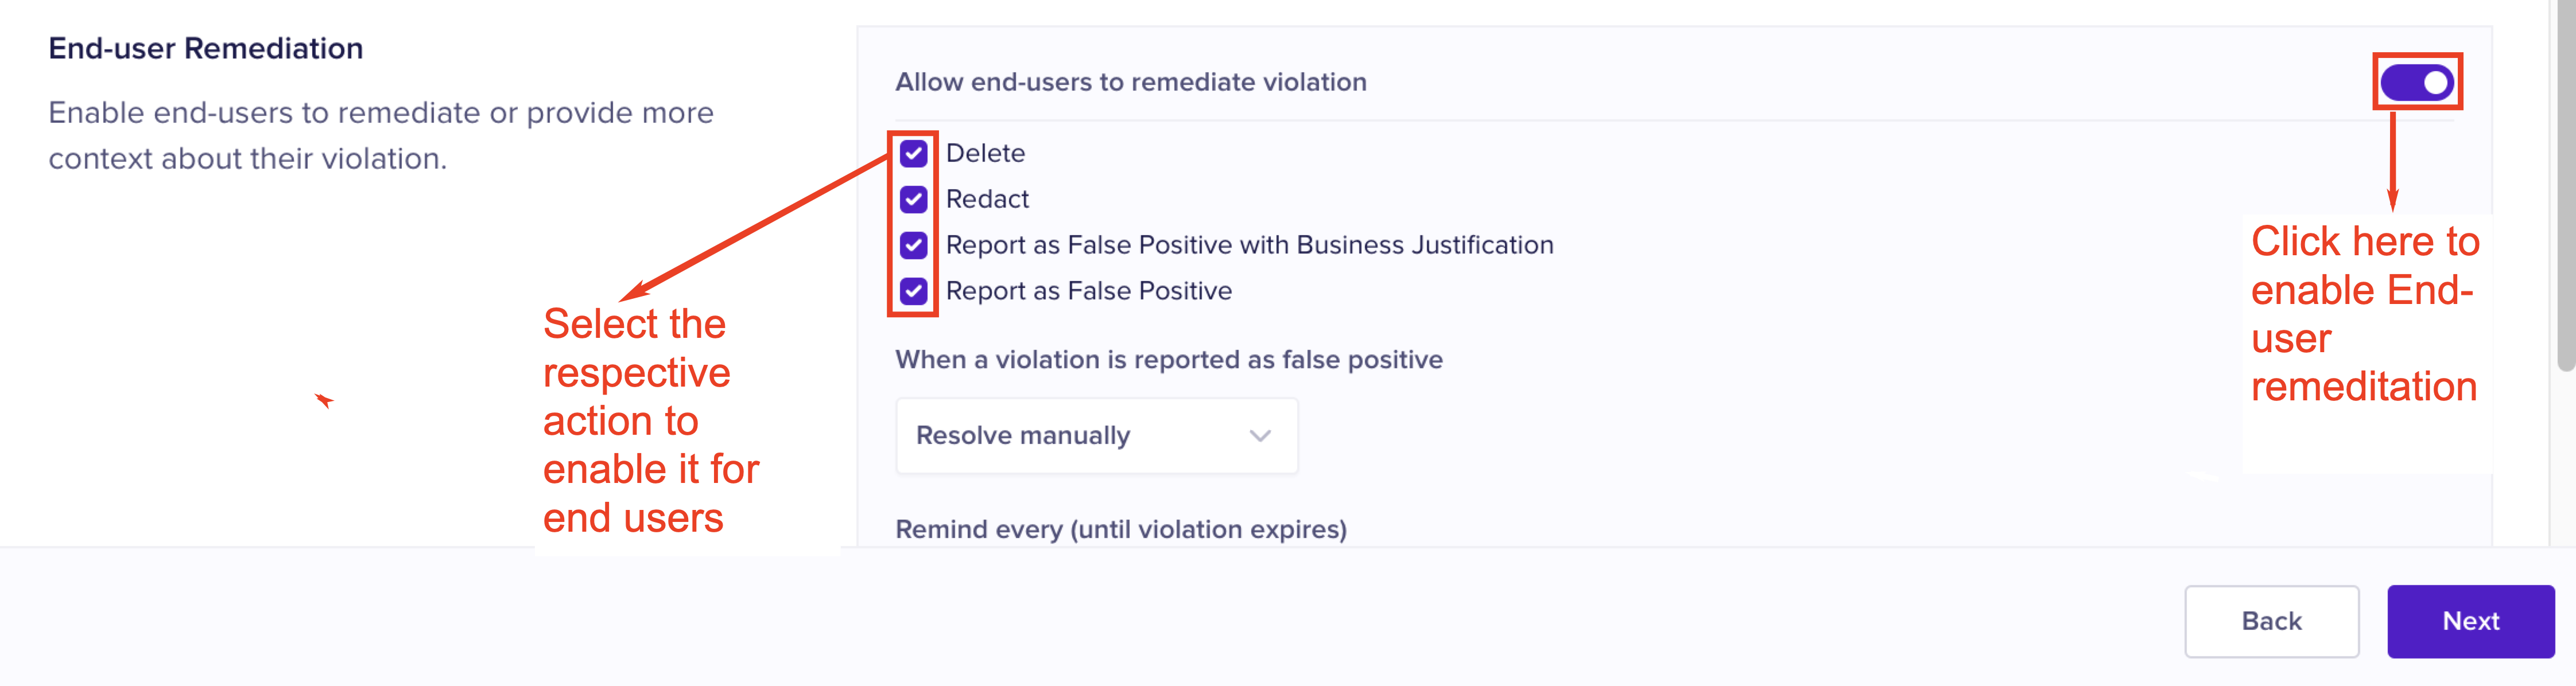 End-user Remediation
Enable end-users to remediate or provide more
context about their violation.
Allow end-users to remediate violation
Delete
Redact
Report as False Positive with Business Justification
Report as False Positive
When a violation is reported as false positive
Resolve manually
Remind every (until violation expires)
Select the
respective
action to
enable it for
end users
Click here to
enable End-
user
remeditation
Back
Next